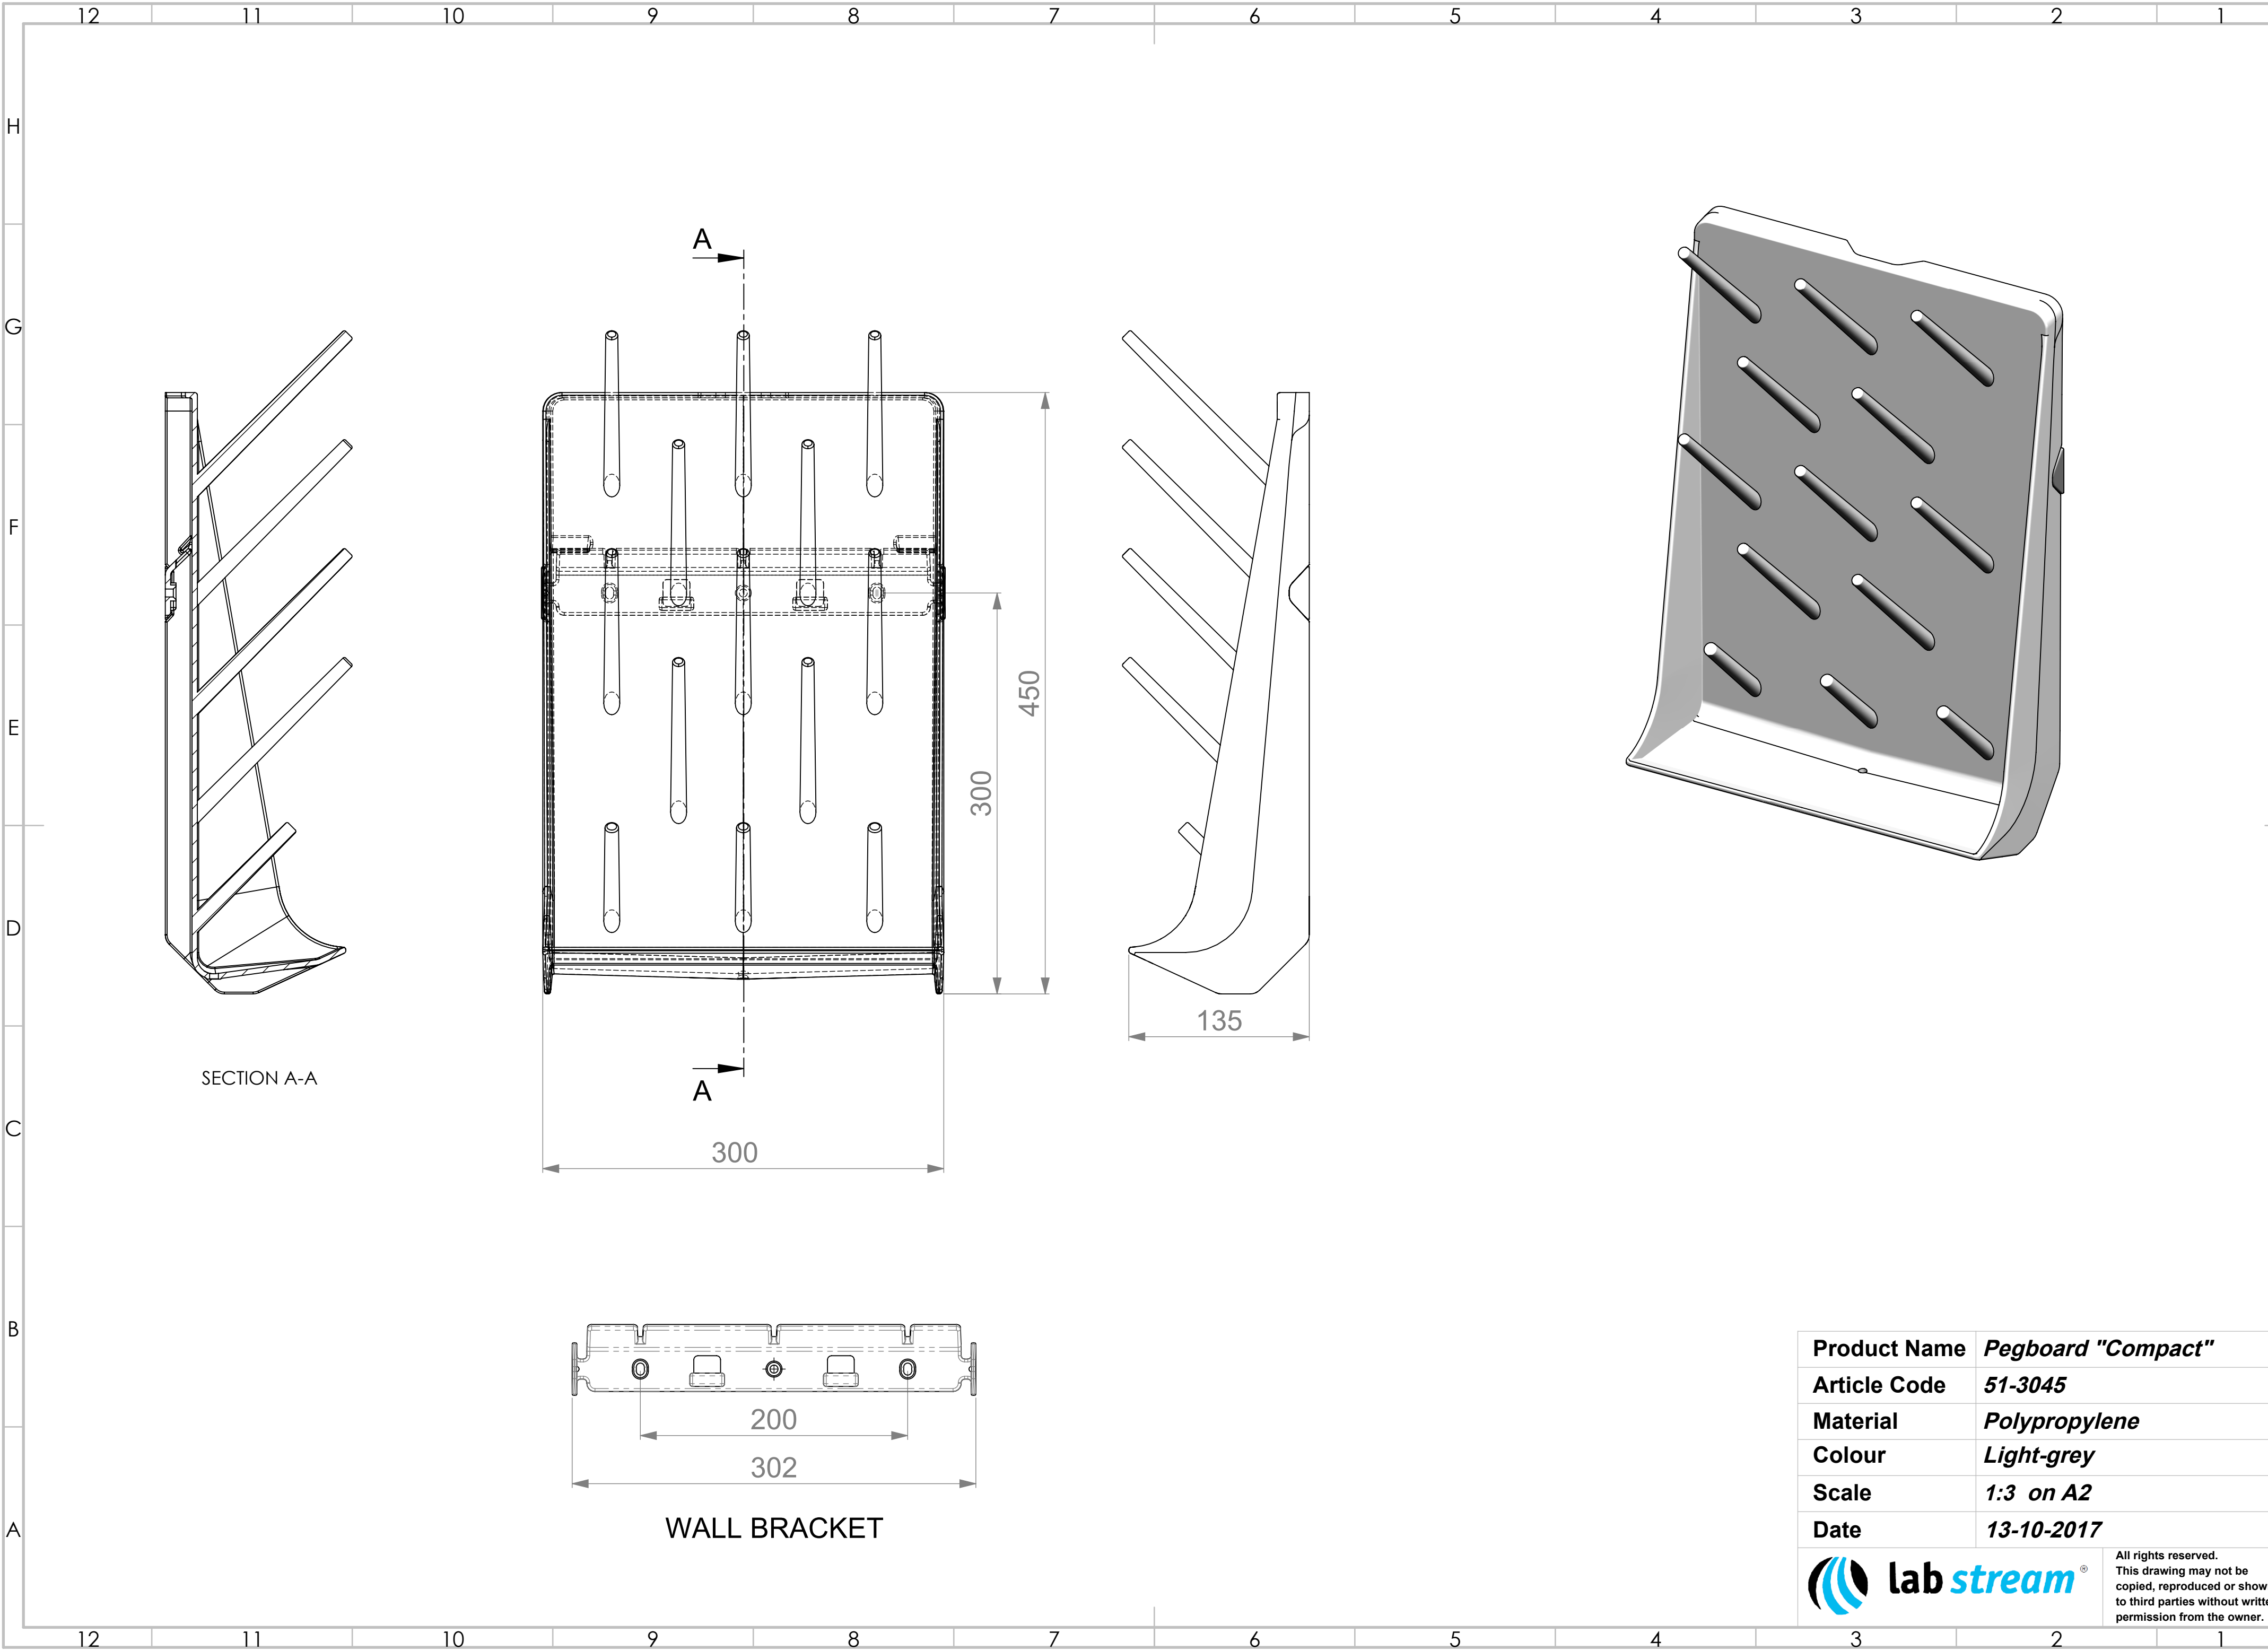 12 11 10 9 8 7 6 5 4 3 2 1
H
G
F
E
D
C
B
A
A
A
450
300
300
135
SECTION A-A
200
302
WALL BRACKET
Product Name Pegboard "Compact"
Article Code 51-3045
Material Polypropylene
Colour Light-grey
Scale 1:3 on A2
Date 13-10-2017
lab stream®
All rights reserved.
This drawing may not be
copied, reproduced or show
to third parties without writte
permission from the owner.
12 11 10 9 8 7 6 5 4 3 2 1